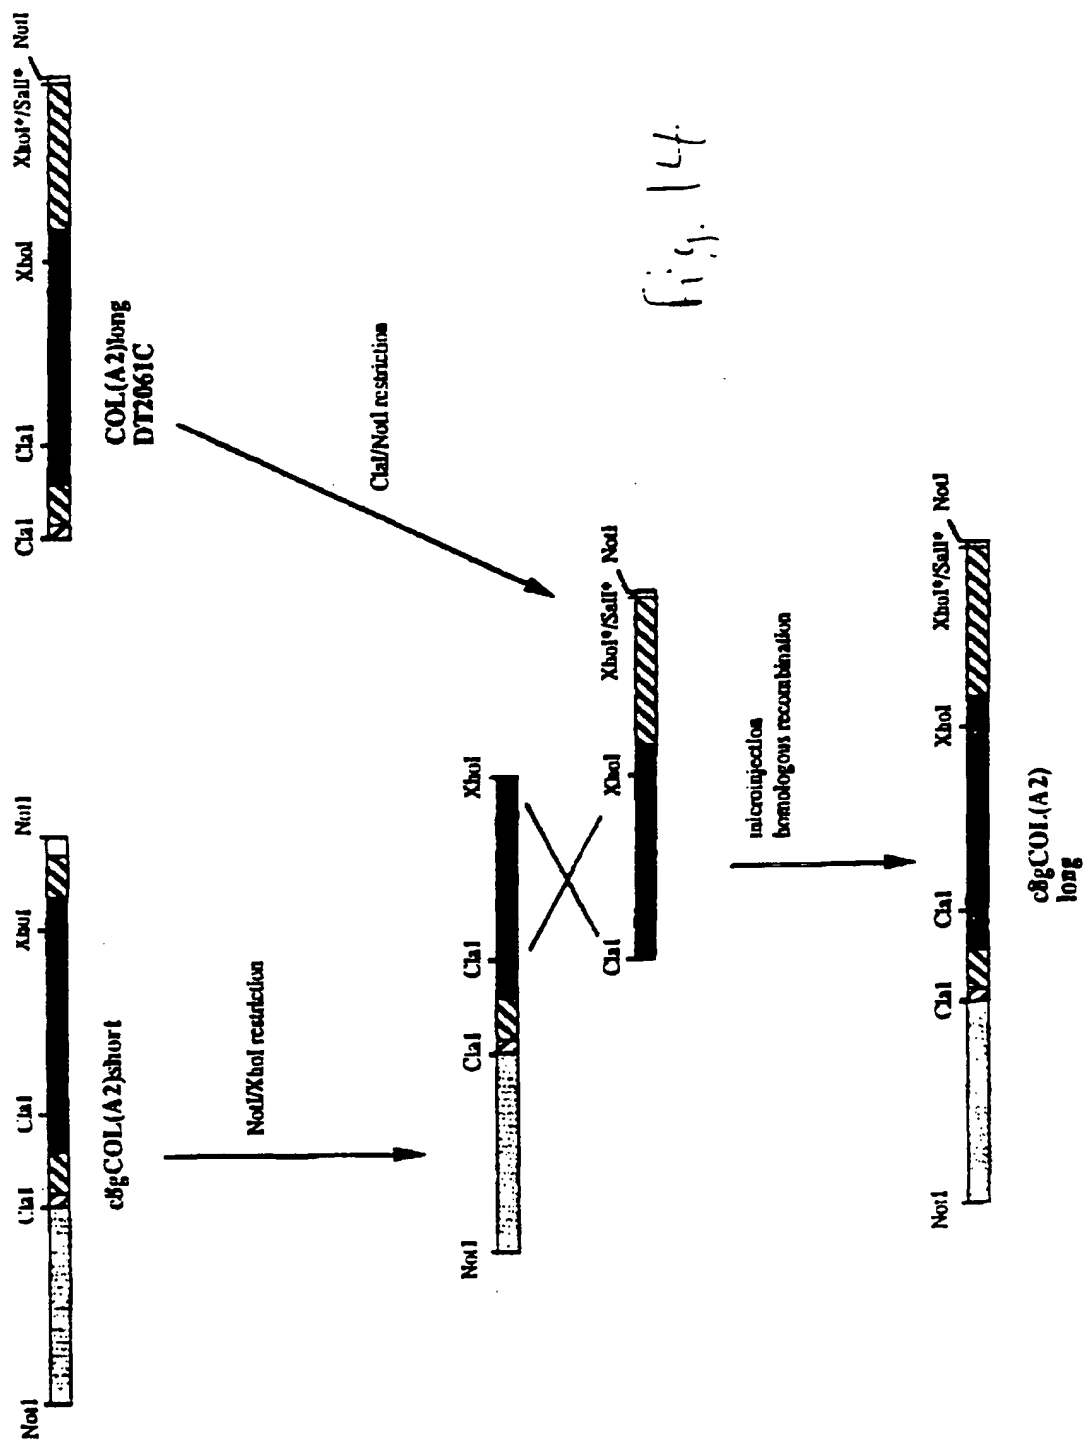 NotI
ClaI
ClaI
XhoI
NotI
c8gCOL(A2)short
NotI/XhoI restriction
ClaI
ClaI
XhoI
XhoI*/SalI*
NotI
COL(A2)long
DT2061C
ClaI/NotI restriction
NotI
ClaI
ClaI
XhoI
ClaI
XhoI
XhoI*/SalI*
NotI
microinjection
homologous recombination
NotI
ClaI
ClaI
XhoI
XhoI*/SalI*
NotI
c8gCOL(A2)
long
Fig. 14.